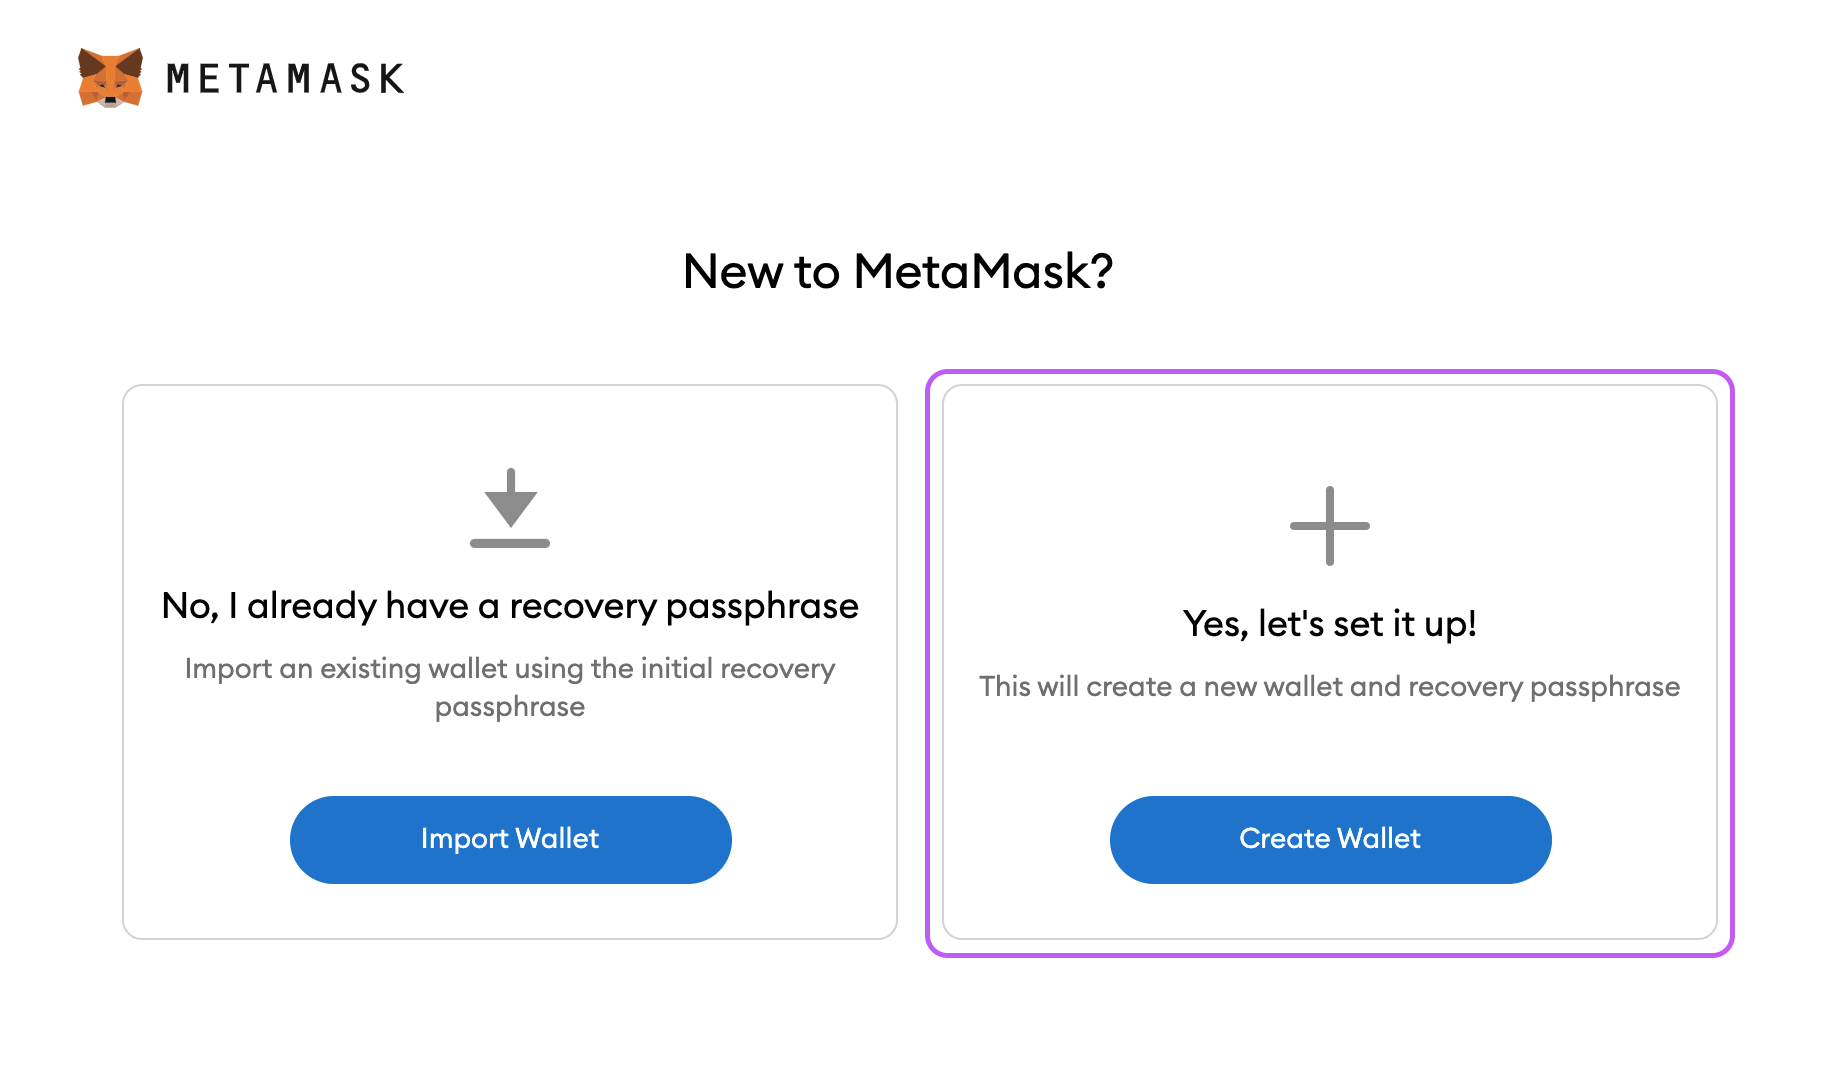 METAMASK
New to MetaMask?
No, I already have a recovery passphrase
Import an existing wallet using the initial recovery
passphrase
Import Wallet
Yes, let's set it up!
This will create a new wallet and recovery passphrase
Create Wallet